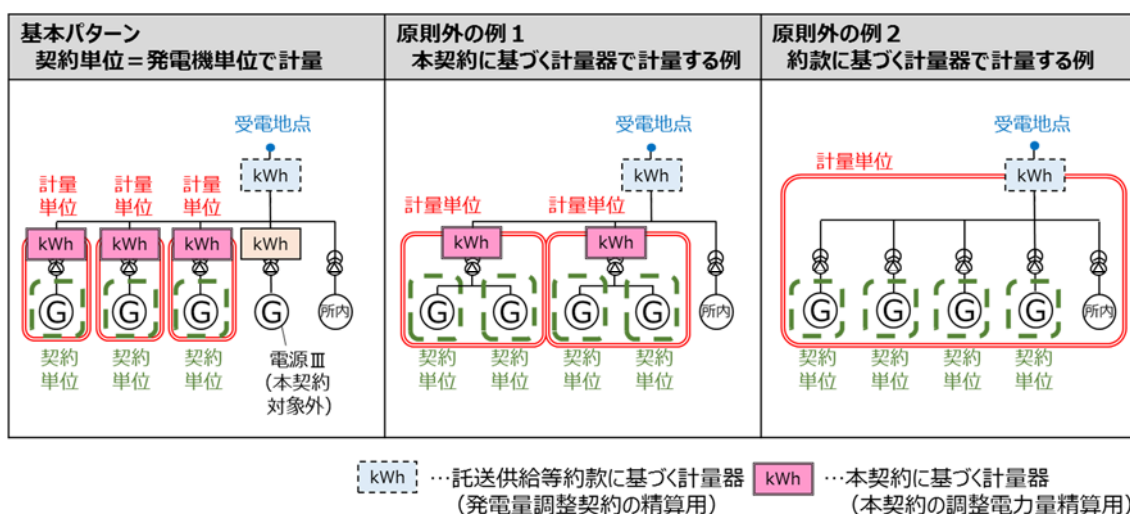 基本パターン
契約単位＝発電機単位で計量
受電地点
kWh
計量
単位
計量
単位
計量
単位
kWh
kWh
kWh
kWh
G
G
G
G
所内
契約
単位
契約
単位
契約
単位
電源Ⅲ
(本契約
対象外)
原則外の例１
本契約に基づく計量器で計量する例
受電地点
kWh
計量単位
計量単位
kWh
kWh
G
G
G
G
所内
契約
単位
契約
単位
契約
単位
契約
単位
原則外の例２
約款に基づく計量器で計量する例
受電地点
計量単位
kWh
G
G
G
G
所内
契約
単位
契約
単位
契約
単位
契約
単位
kWh …託送供給等約款に基づく計量器
(発電量調整契約の精算用)
kWh …本契約に基づく計量器
(本契約の調整電力量精算用)